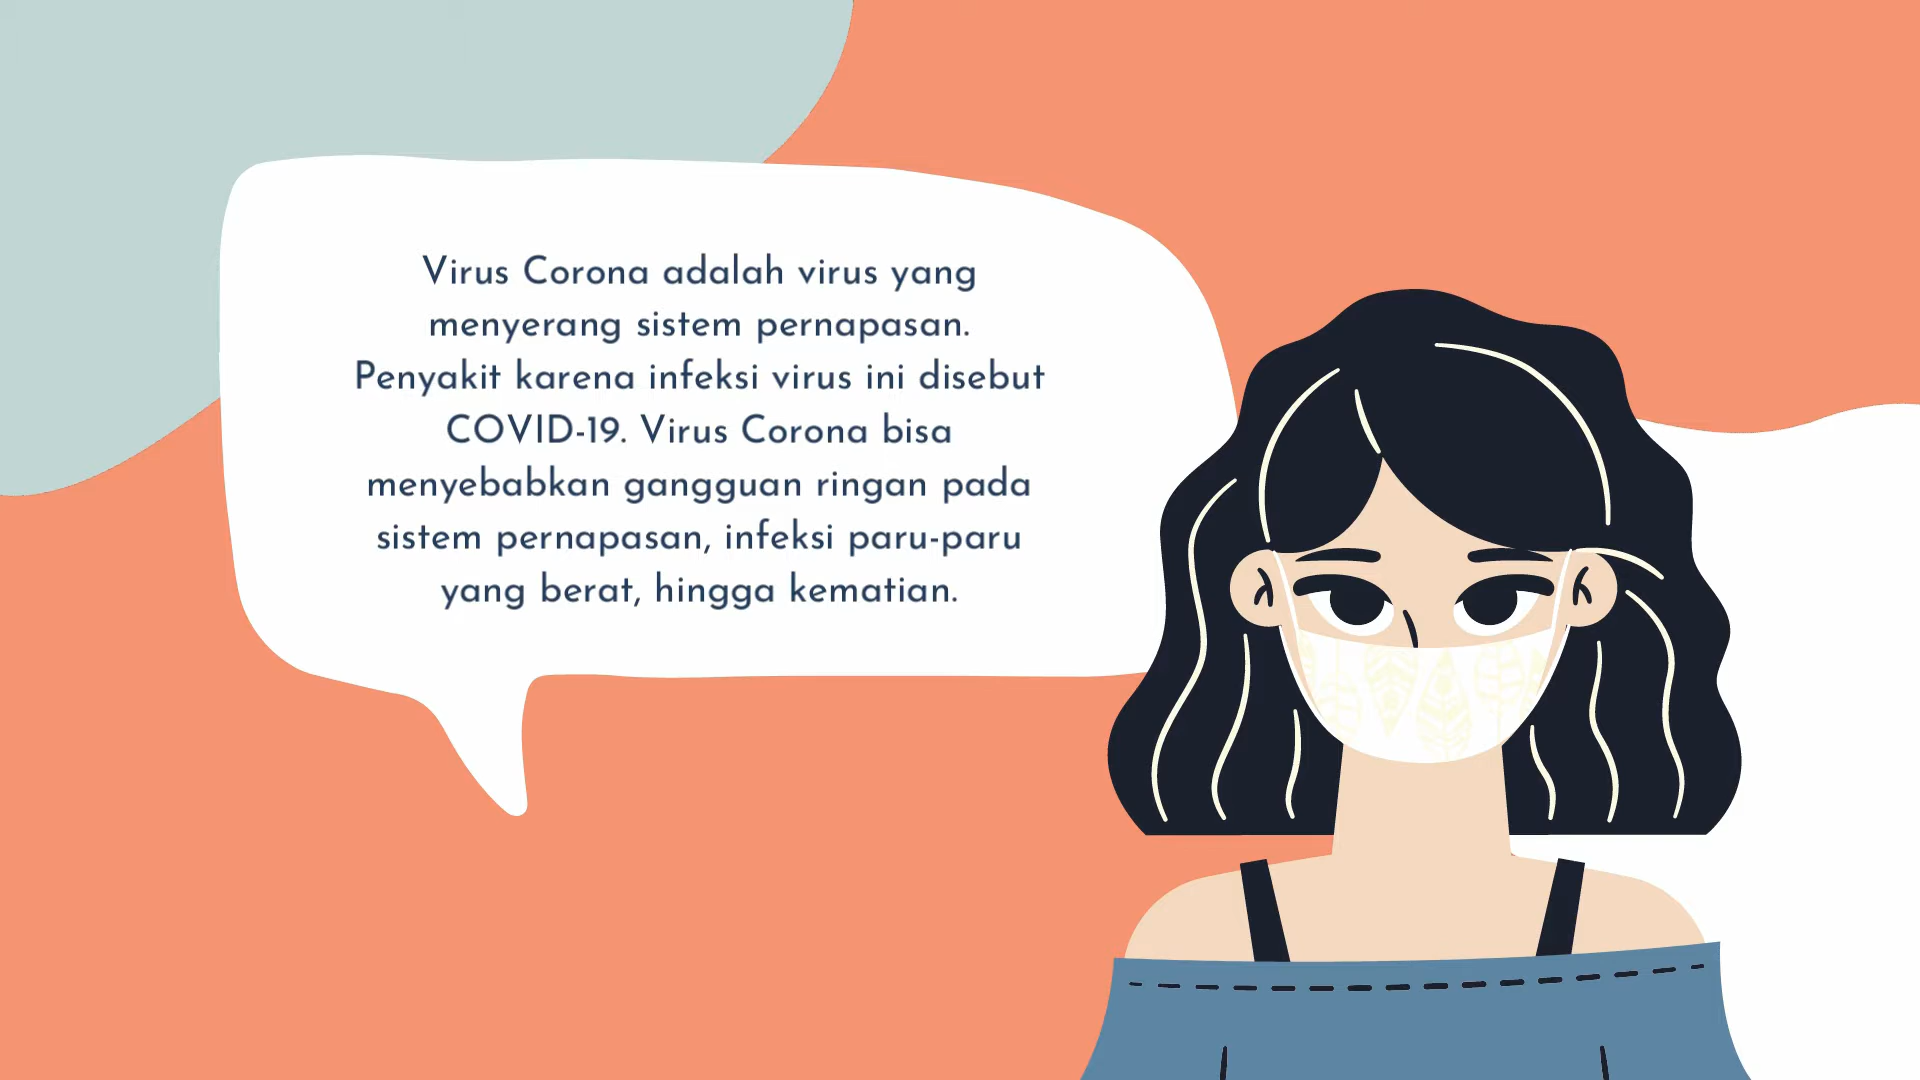 Virus Corona adalah virus yang
menyerang sistem pernapasan.
Penyakit karena infeksi virus ini disebut
COVID-19. Virus Corona bisa
menyebabkan gangguan ringan pada
sistem pernapasan, infeksi paru-paru
yang berat, hingga kematian.